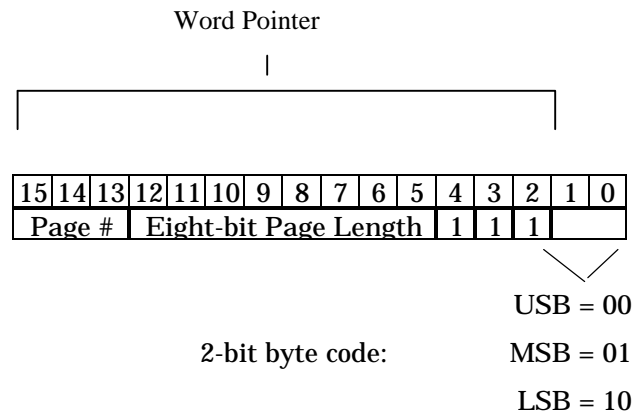 Word Pointer
15 14 13 12 11 10 9 8 7 6 5 4 3 2 1 0
Page # Eight-bit Page Length 1 1 1
USB = 00
2-bit byte code: MSB = 01
LSB = 10